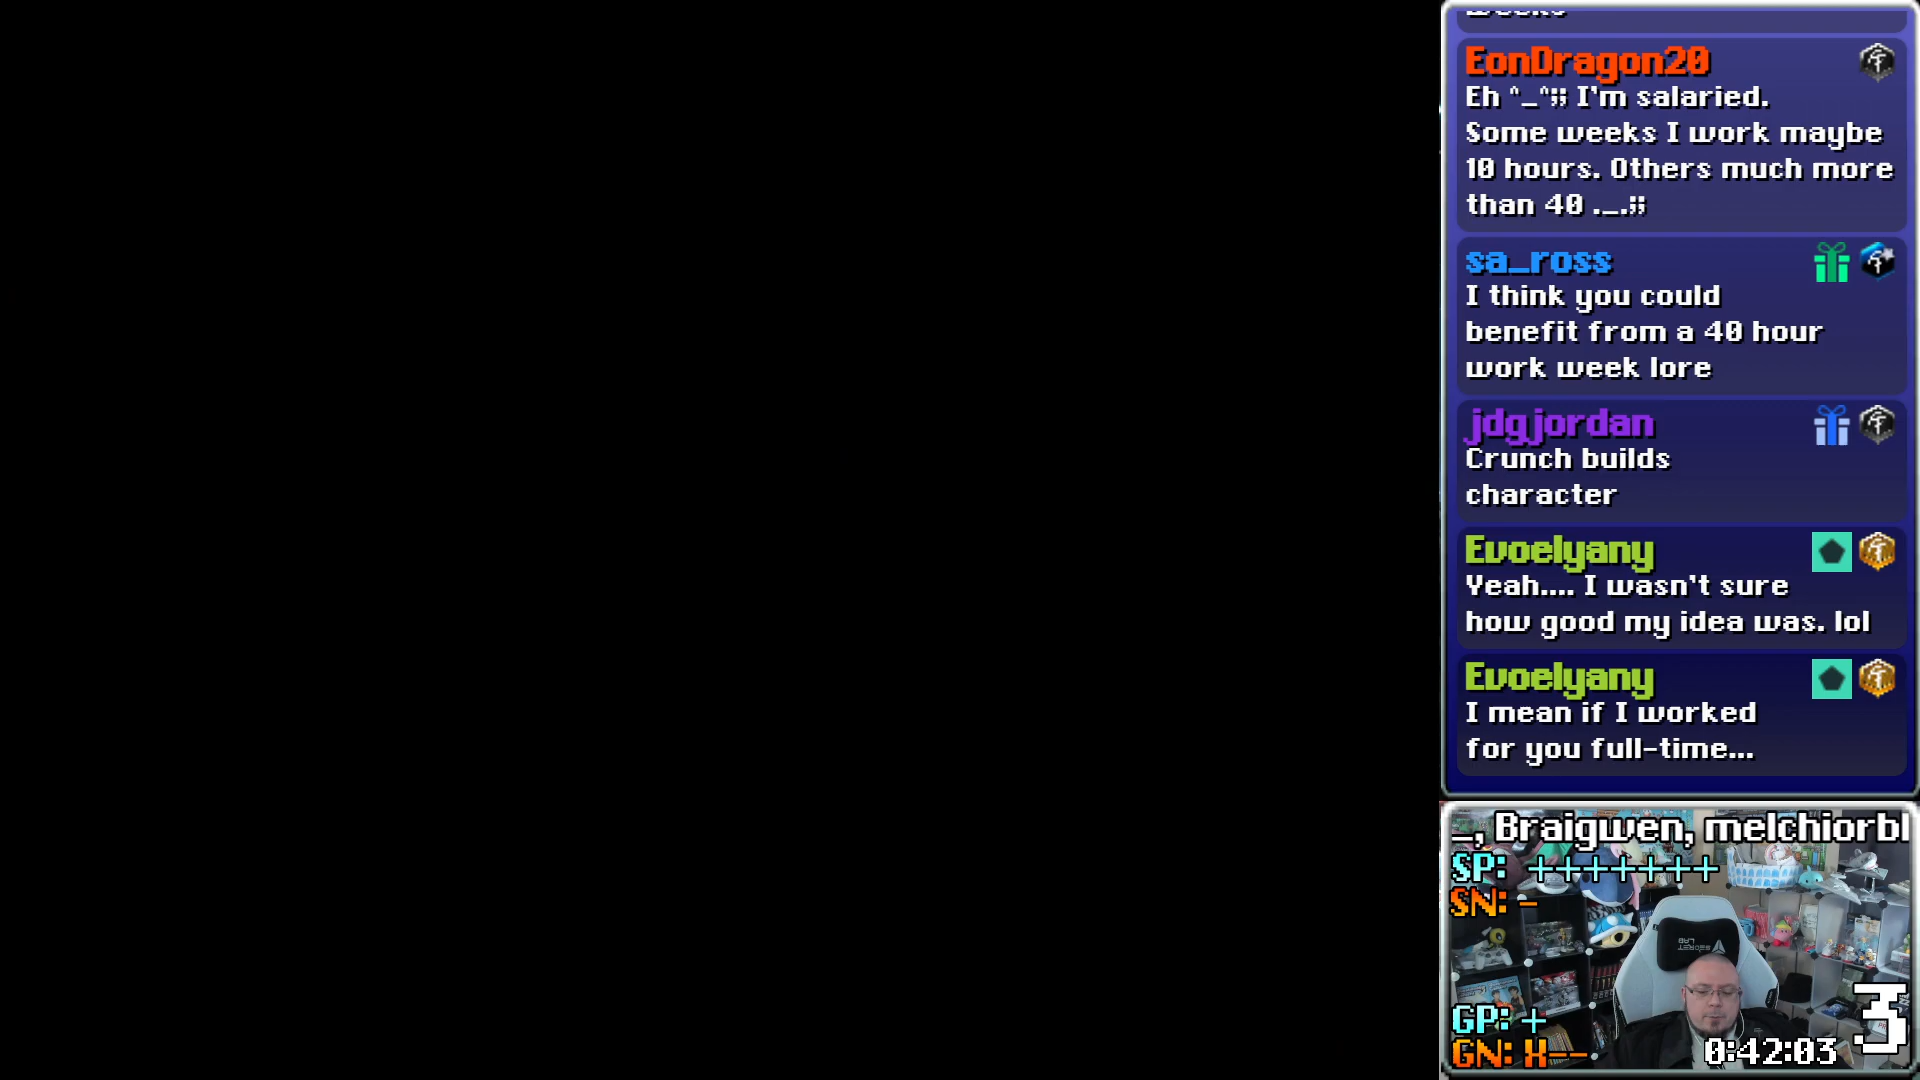 EonDragon20
Eh ^_^;; I'm salaried.
Some weeks I work maybe
10 hours. Others much more
than 40 ._.;;
sa_ross
I think you could
benefit from a 40 hour
work week lore
jdgjordan
Crunch builds
character
Evoelyany
Yeah.... I wasn't sure
how good my idea was. lol
Evoelyany
I mean if I worked
for you full-time...
_, Braigwen, melchiorbl
SP: +++++++
SN: -
GP: +
GN: X--
3
0:42:03